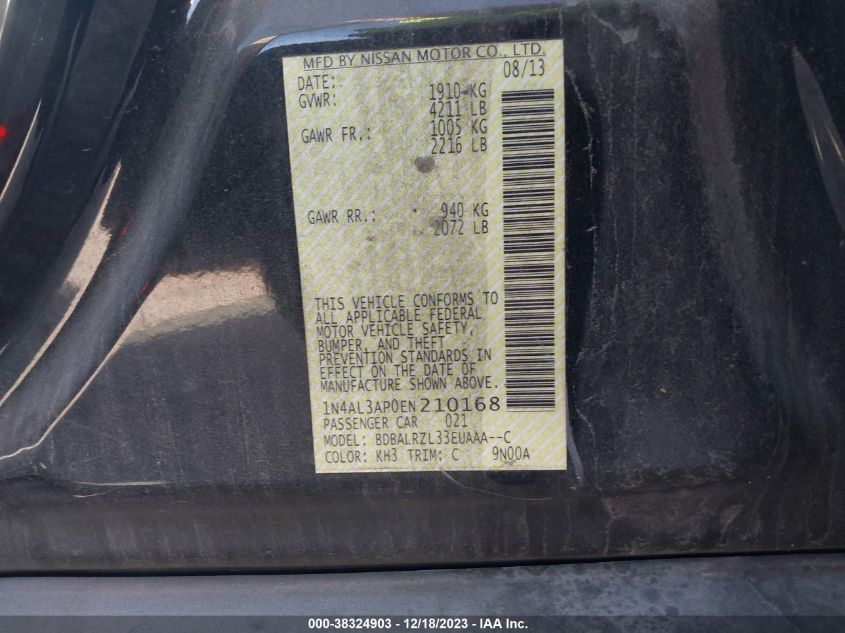 MFD BY NISSAN MOTOR CO., LTD.
DATE: 08/13
GVWR: 1910 KG
4211 LB
GAWR FR.: 1005 KG
2216 LB
GAWR RR.: 940 KG
2072 LB
THIS VEHICLE CONFORMS TO
ALL APPLICABLE FEDERAL
MOTOR VEHICLE SAFETY,
BUMPER, AND THEFT
PREVENTION STANDARDS IN
EFFECT ON THE DATE OF
MANUFACTURE SHOWN ABOVE.
1N4AL3AP0EN210168
PASSENGER CAR 021
MODEL: BDBALRZL33EUAAA--C
COLOR: KH3 TRIM: C 9N00A
000-38324903 - 12/18/2023 - IAA Inc.